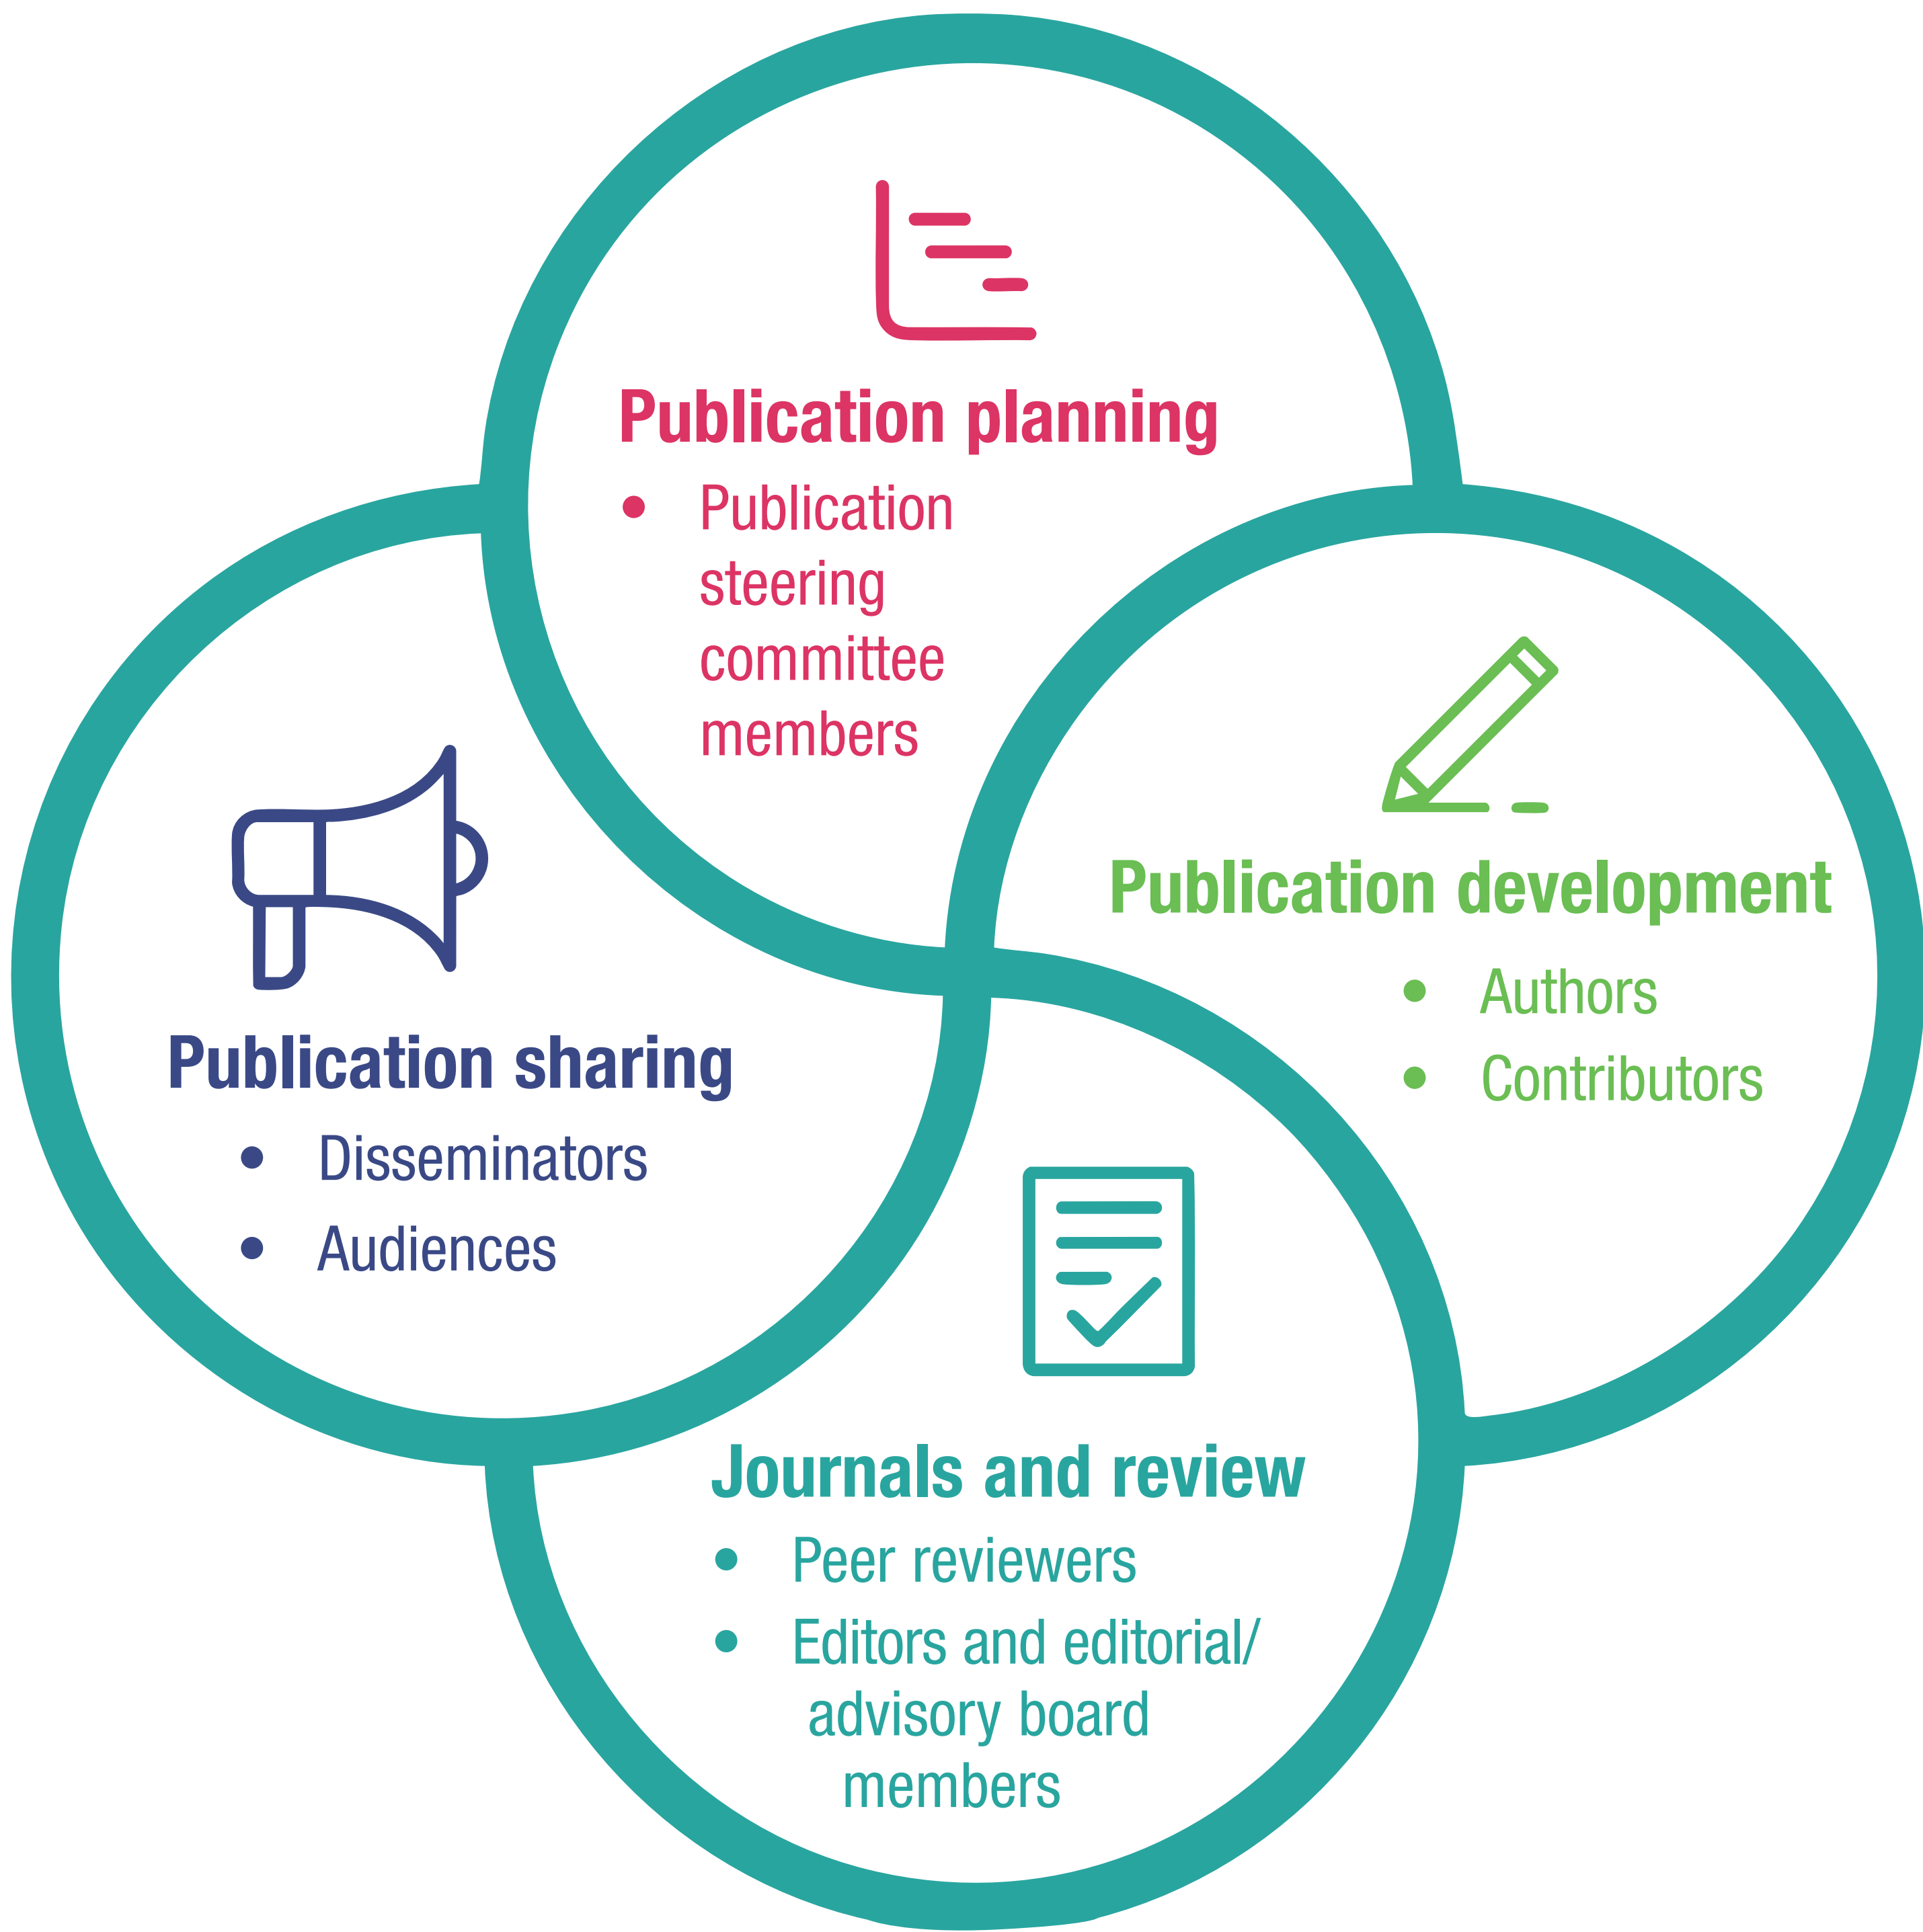 Publication planning
• Publication
steering
committee
members
Publication development
• Authors
• Contributors
Publication sharing
• Disseminators
• Audiences
Journals and review
• Peer reviewers
• Editors and editorial/
advisory board
members